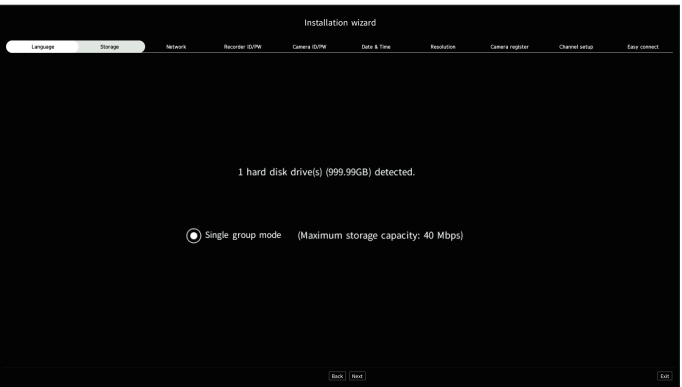 Installation wizard
Language Storage Network Recorder ID/PW Camera ID/PW Date & Time Resolution Camera register Channel setup Easy connect
1 hard disk drive(s) (999.99GB) detected.
Single group mode (Maximum storage capacity: 40 Mbps)
Back Next Exit